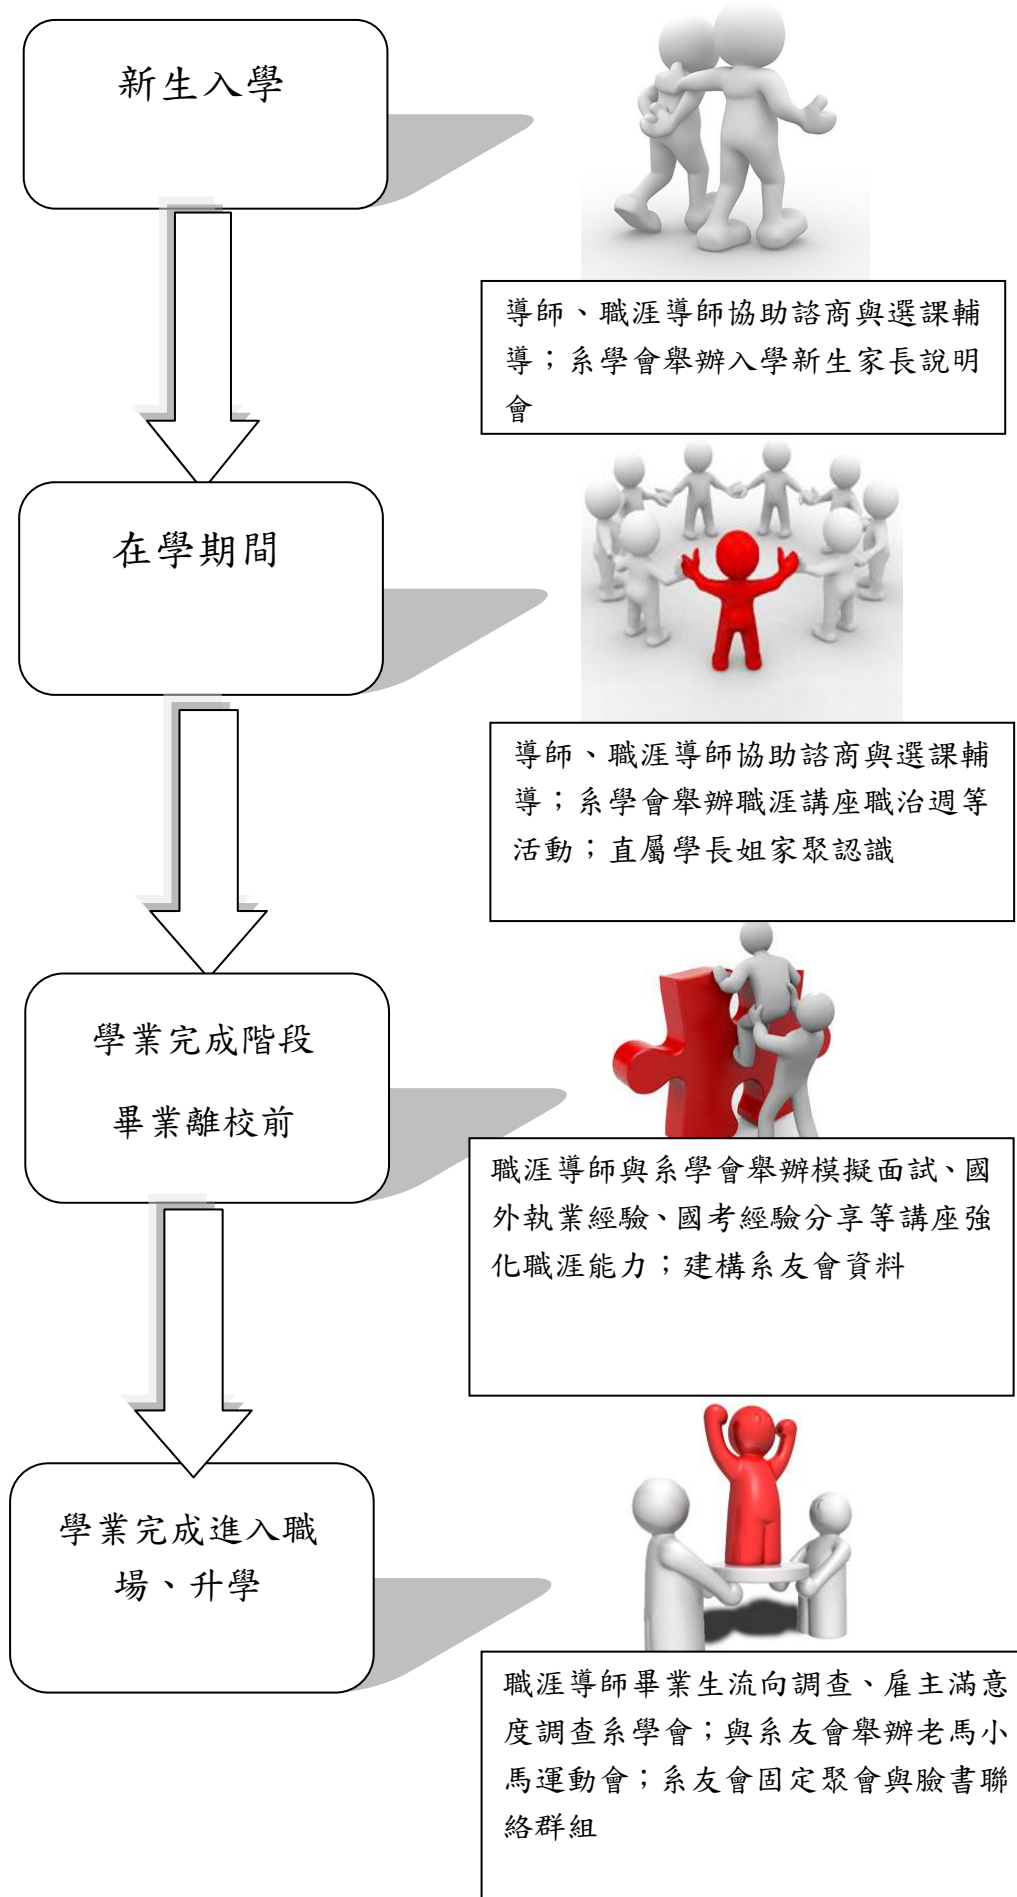 新生入學
導師、職涯導師協助諮商與選課輔
導；系學會舉辦入學新生家長說明
會
在學期間
導師、職涯導師協助諮商與選課輔
導；系學會舉辦職涯講座職治週等
活動；直屬學長姐家聚認識
學業完成階段
畢業離校前
職涯導師與系學會舉辦模擬面試、國
外執業經驗、國考經驗分享等講座強
化職涯能力；建構系友會資料
學業完成進入職
場、升學
職涯導師畢業生流向調查、雇主滿意
度調查系學會；與系友會舉辦老馬小
馬運動會；系友會固定聚會與臉書聯
絡群組